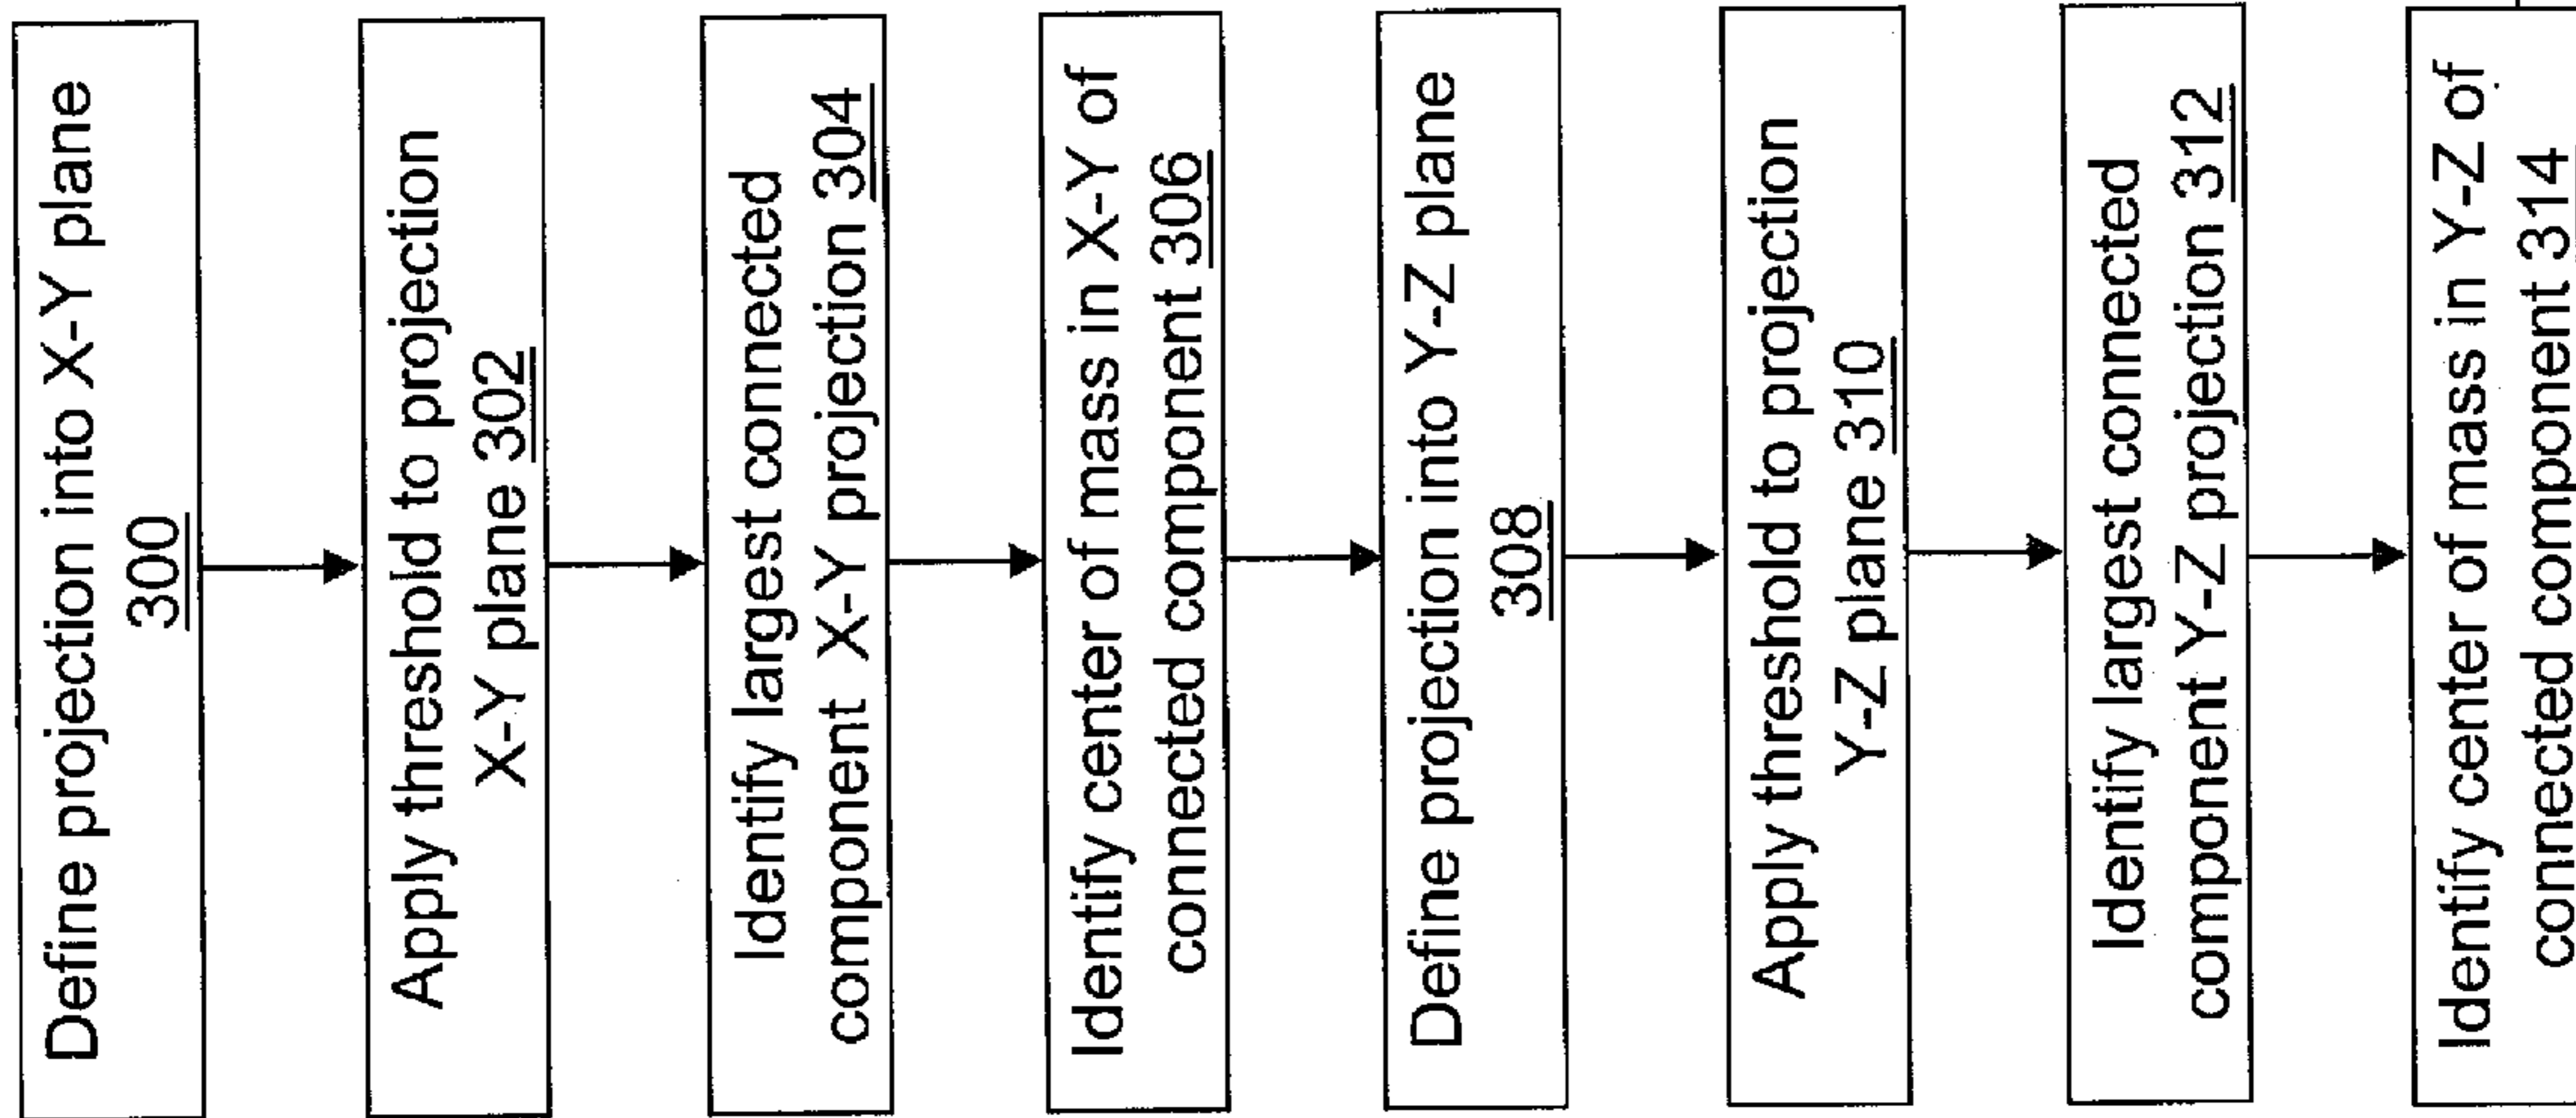 Define projection into X-Y plane
300
Apply threshold to projection
X-Y plane 302
Identify largest connected
component X-Y projection 304
Identify center of mass in X-Y of
connected component 306
Define projection into Y-Z plane
308
Apply threshold to projection
Y-Z plane 310
Identify largest connected
component Y-Z projection 312
Identify center of mass in Y-Z of
connected component 314